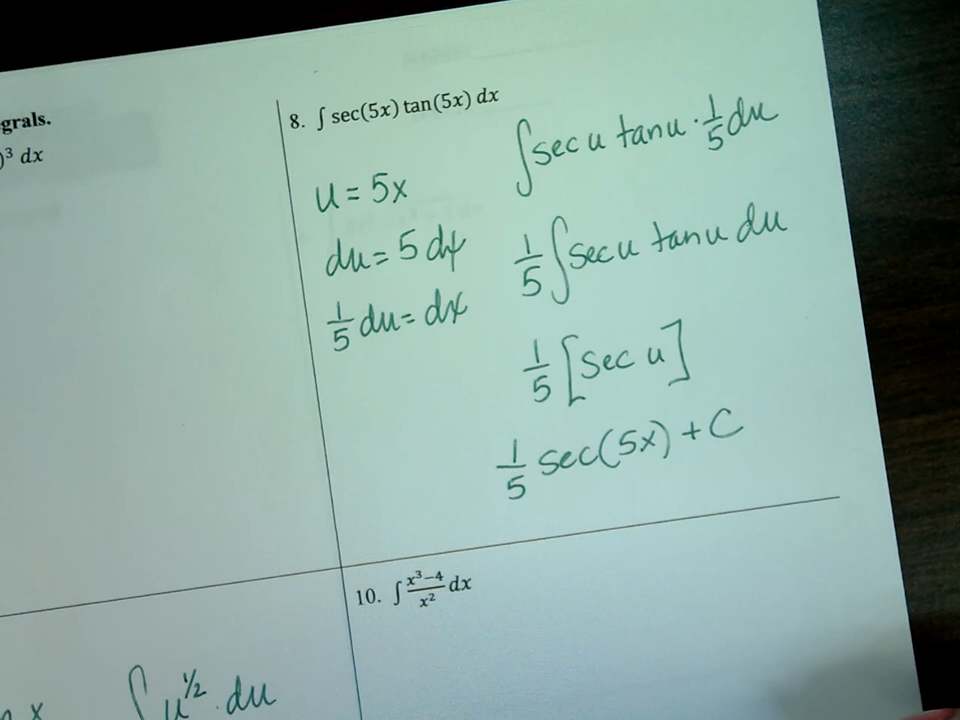 grals.
)³ dx
8. ∫ sec(5x) tan(5x) dx
u = 5x
du = 5 dx
1/5 du = dx
∫ sec u tan u · 1/5 du
1/5 ∫ sec u tan u du
1/5 [sec u]
1/5 sec(5x) + C
10. ∫ x³−4/x² dx
x
∫ u^1/2 · du